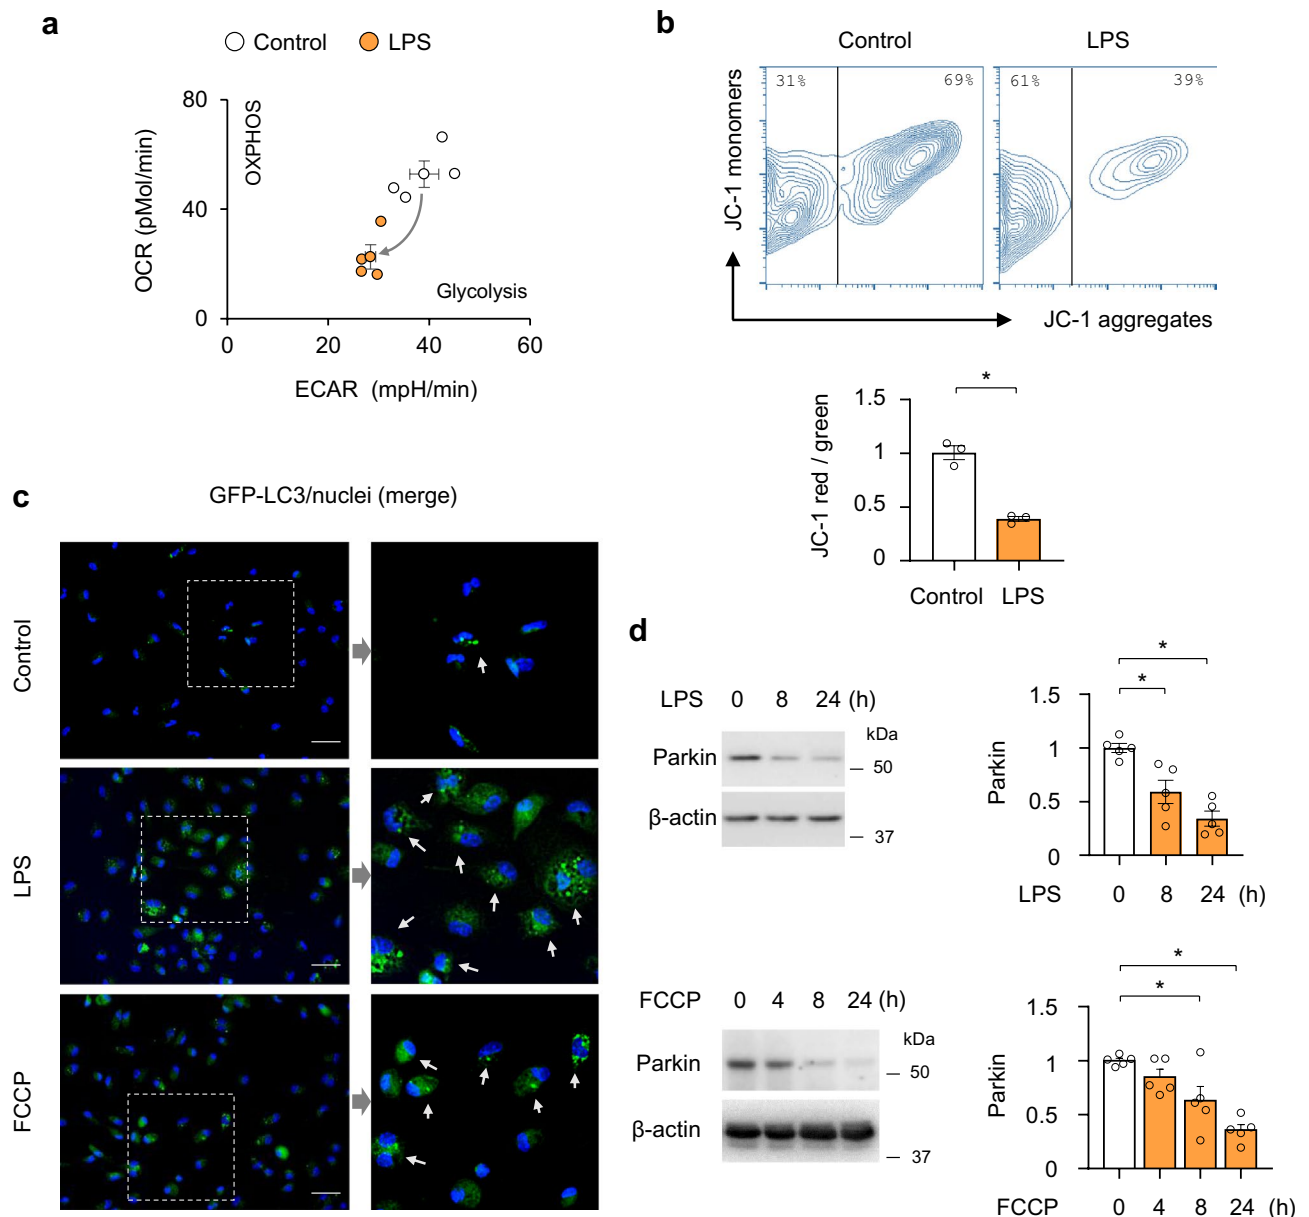 a
Control LPS
80
40
0
OCR (pMol/min)
OXPHOS
Glycolysis
0 20 40 60
ECAR (mpH/min)
b
Control LPS
31% 69% 61% 39%
JC-1 monomers
JC-1 aggregates
*
1.5
1
0.5
0
JC-1 red / green
Control LPS
c
GFP-LC3/nuclei (merge)
Control
LPS
FCCP
d
LPS 0 8 24 (h)
kDa
Parkin
50
β-actin
37
*
*
1.5
1
0.5
0
Parkin
LPS 0 8 24 (h)
FCCP 0 4 8 24 (h)
kDa
Parkin
50
β-actin
37
*
*
1.5
1
0.5
0
Parkin
FCCP 0 4 8 24 (h)